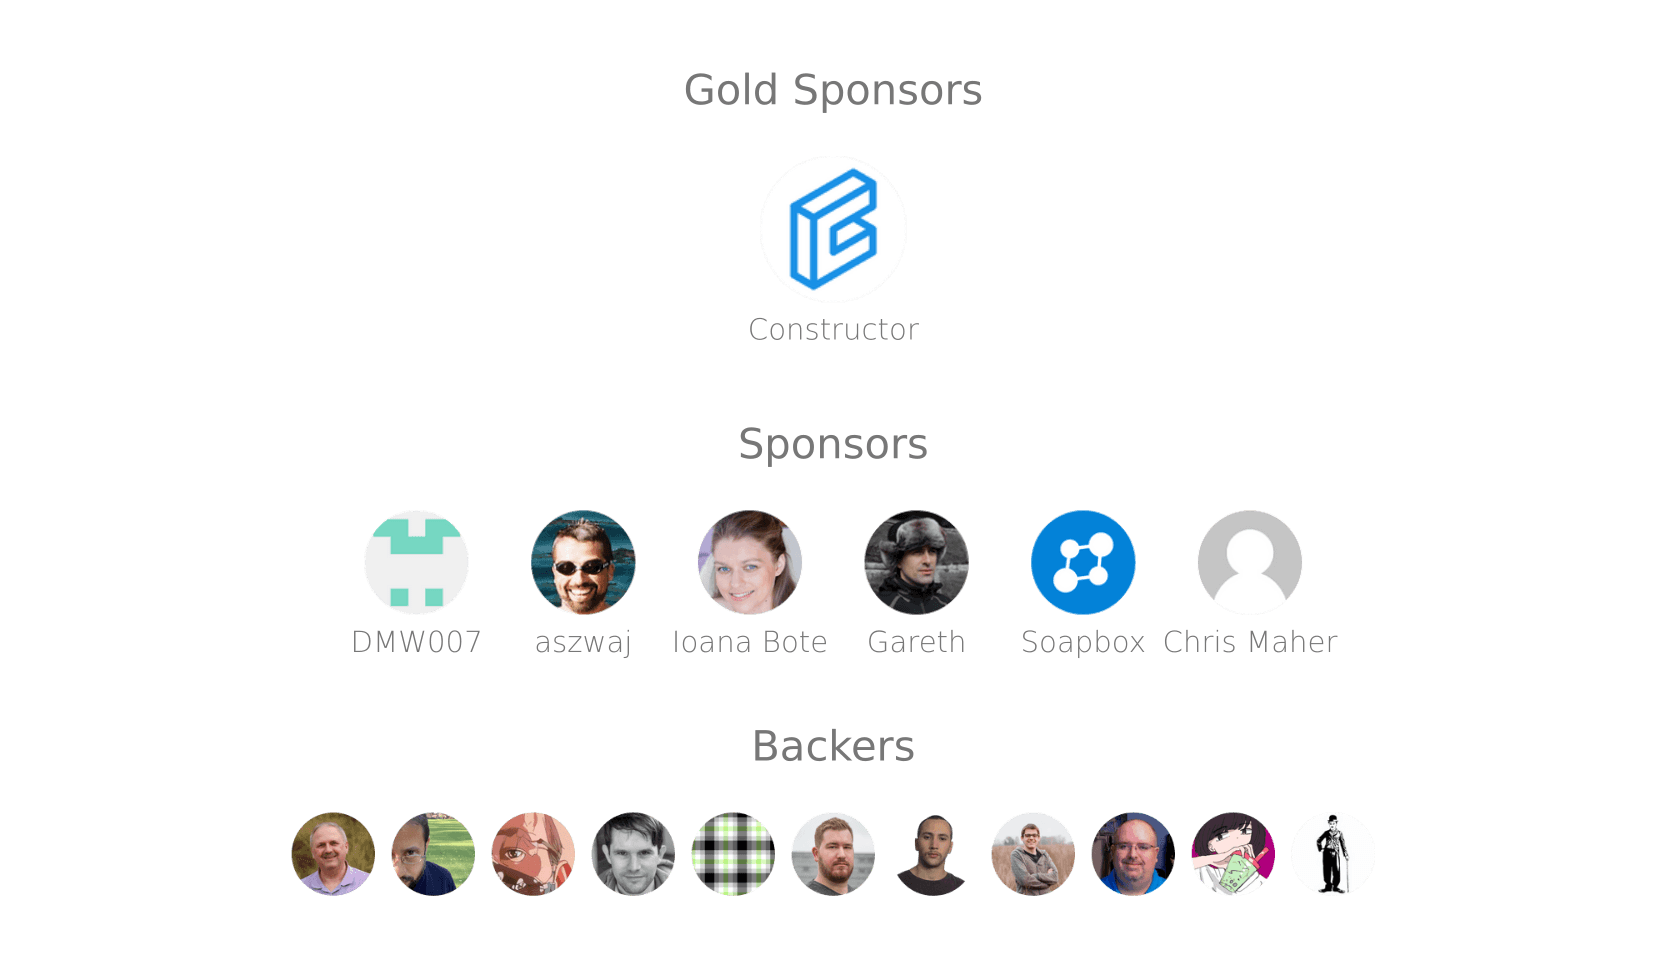 Gold Sponsors
Constructor
Sponsors
DMW007 aszwaj Ioana Bote Gareth Soapbox Chris Maher
Backers